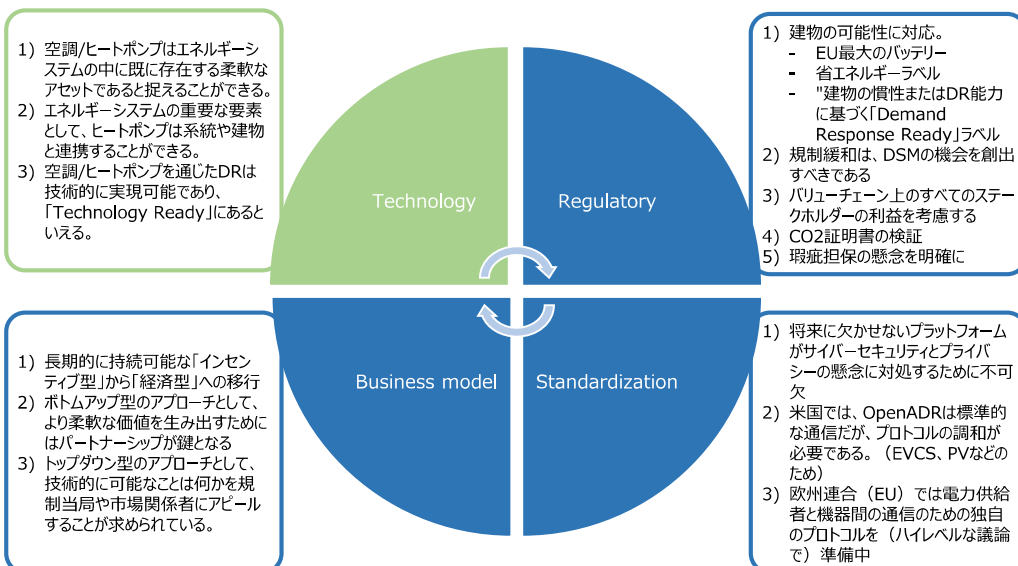 1) 空調/ヒートポンプはエネルギーシ
ステムの中に既に存在する柔軟な
アセットであると捉えることができる。
2) エネルギーシステムの重要な要素
として、ヒートポンプは系統や建物
と連携することができる。
3) 空調/ヒートポンプを通じたDRは
技術的に実現可能であり、
「Technology Ready」にあると
いえる。
Technology
Regulatory
1) 建物の可能性に対応。
- EU最大のバッテリー
- 省エネルギーラベル
- "建物の慣性またはDR能力
に基づく「Demand
Response Ready」ラベル
2) 規制緩和は、DSMの機会を創出
すべきである
3) バリューチェーン上のすべてのステー
クホルダーの利益を考慮する
4) CO2証明書の検証
5) 瑕疵担保の懸念を明確に
1) 長期的に持続可能な「インセン
ティブ型」から「経済型」への移行
2) ボトムアップ型のアプローチとして、
より柔軟な価値を生み出すために
はパートナーシップが鍵となる
3) トップダウン型のアプローチとして、
技術的に可能なことは何かを規
制当局や市場関係者にアピール
することが求められている。
Business model
Standardization
1) 将来に欠かせないプラットフォーム
がサイバーセキュリティとプライバ
シーの懸念に対処するために不可
欠
2) 米国では、OpenADRは標準的
な通信だが、プロトコルの調和が
必要である。（EVCS、PVなどの
ため）
3) 欧州連合（EU）では電力供給
者と機器間の通信のための独自
のプロトコルを（ハイレベルな議論
で）準備中